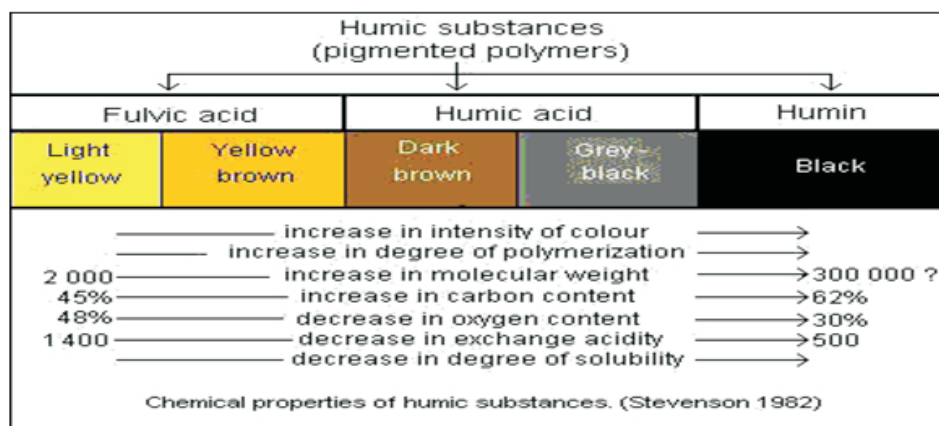 Humic substances
(pigmented polymers)
Fulvic acid Humic acid Humin
Light yellow Yellow brown Dark brown Grey-black Black
increase in intensity of colour
increase in degree of polymerization
2 000 increase in molecular weight 300 000 ?
45% increase in carbon content 62%
48% decrease in oxygen content 30%
1 400 decrease in exchange acidity 500
decrease in degree of solubility
Chemical properties of humic substances. (Stevenson 1982)